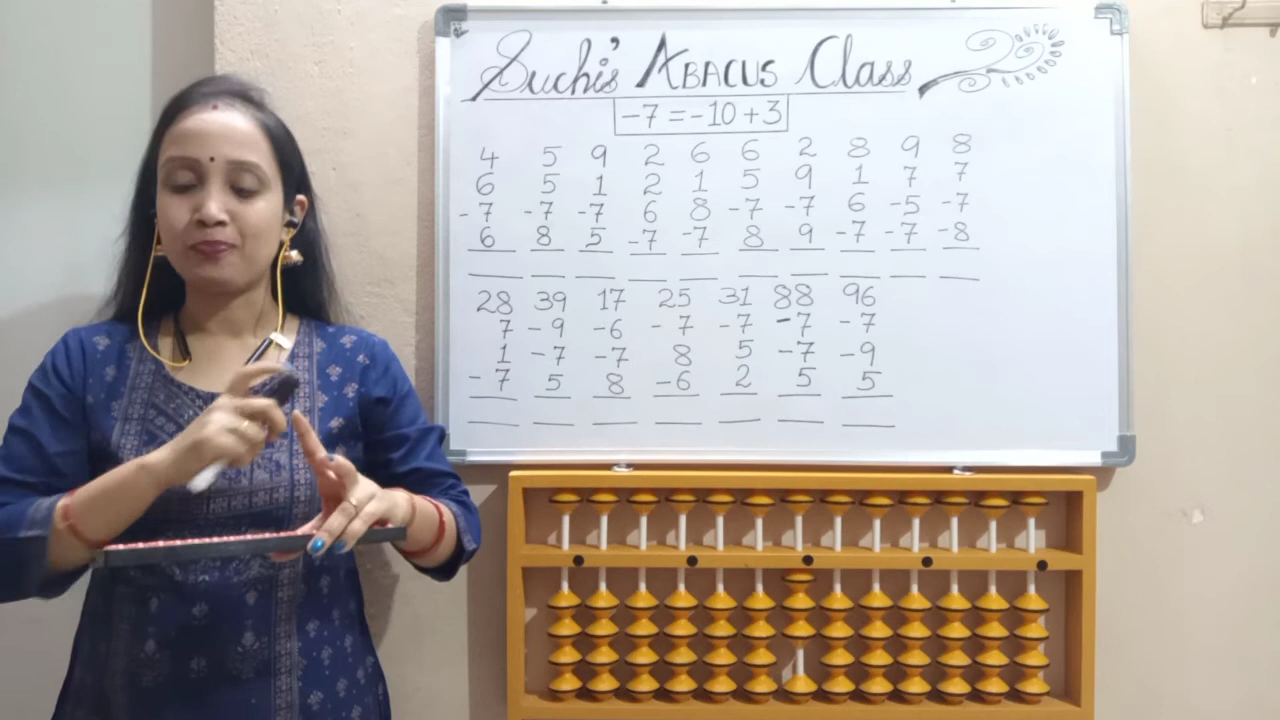 Suchi's ABACUS Class
-7 = -10 + 3
4 5 9 2 6 6 2 8 9 8
6 5 1 2 1 5 9 1 7 7
-7 -7 -7 6 8 -7 -7 6 -5 -7
6 8 5 -7 -7 8 9 -7 -7 -8
28 39 17 25 31 88 96
7 -9 -6 -7 -7 -7 -7
1 -7 -7 8 5 -7 -9
-7 5 8 -6 2 5 5